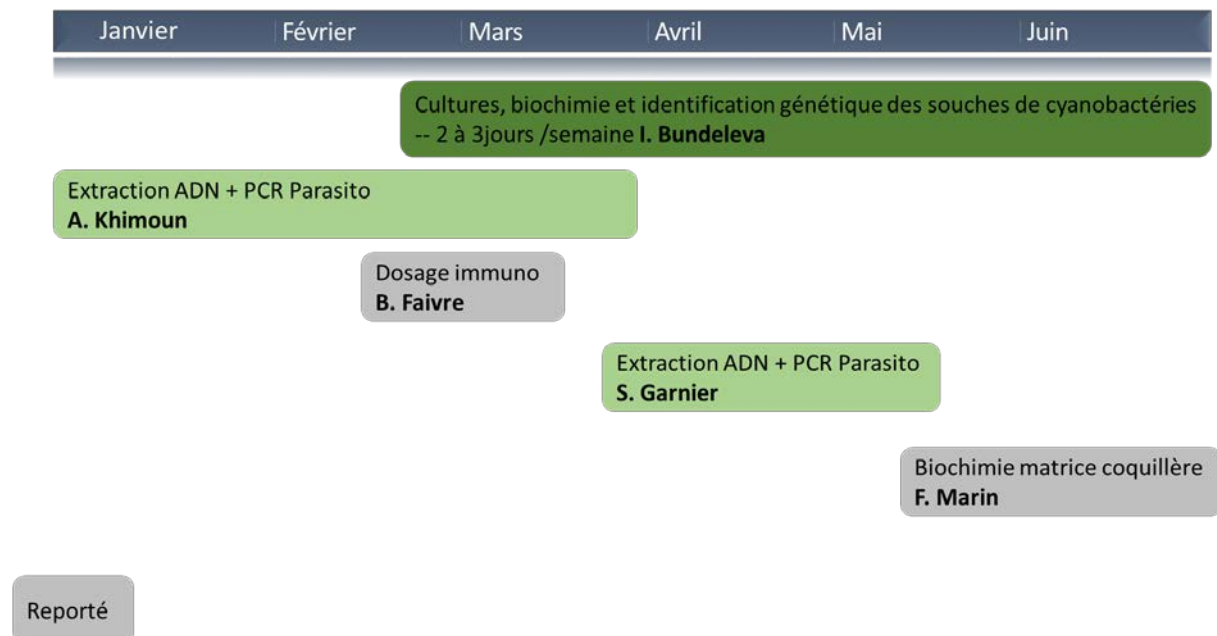 Janvier Février Mars Avril Mai Juin
Cultures, biochimie et identification génétique des souches de cyanobactéries
-- 2 à 3jours /semaine I. Bundeleva
Extraction ADN + PCR Parasito
A. Khimoun
Dosage immuno
B. Faivre
Extraction ADN + PCR Parasito
S. Garnier
Biochimie matrice coquillère
F. Marin
Reporté